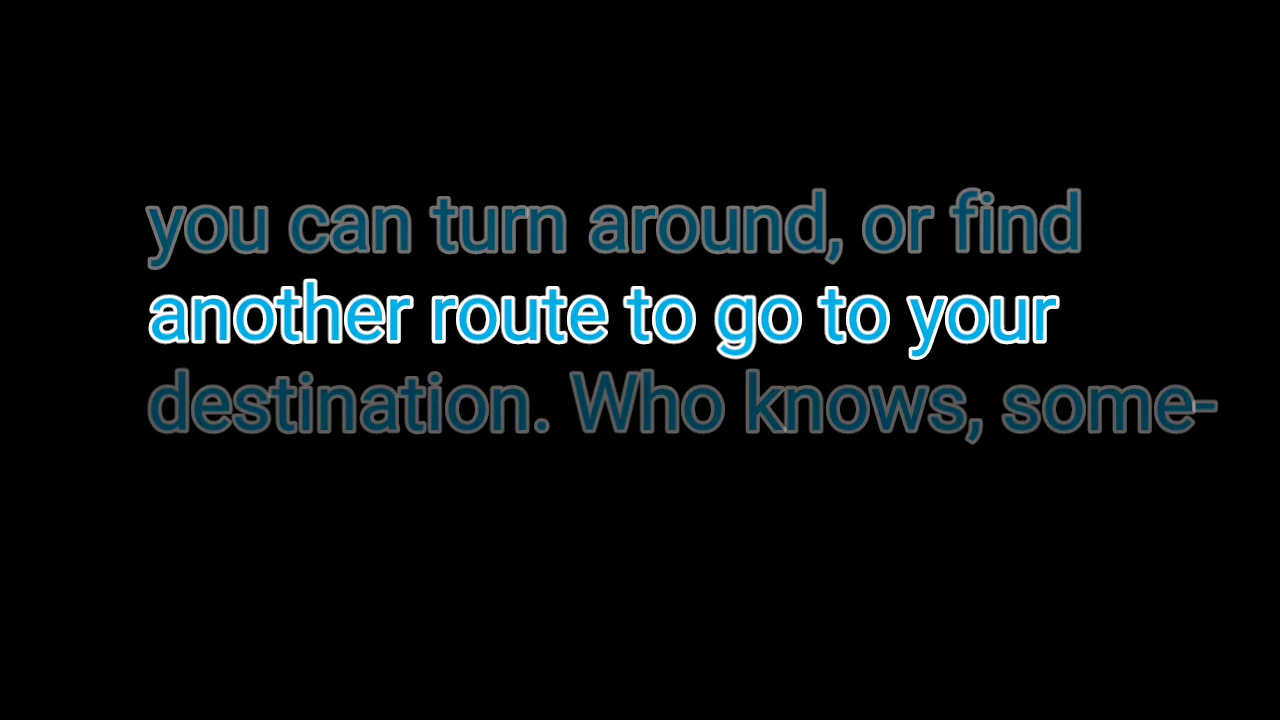 you can turn around, or find
another route to go to your
destination. Who knows, some-